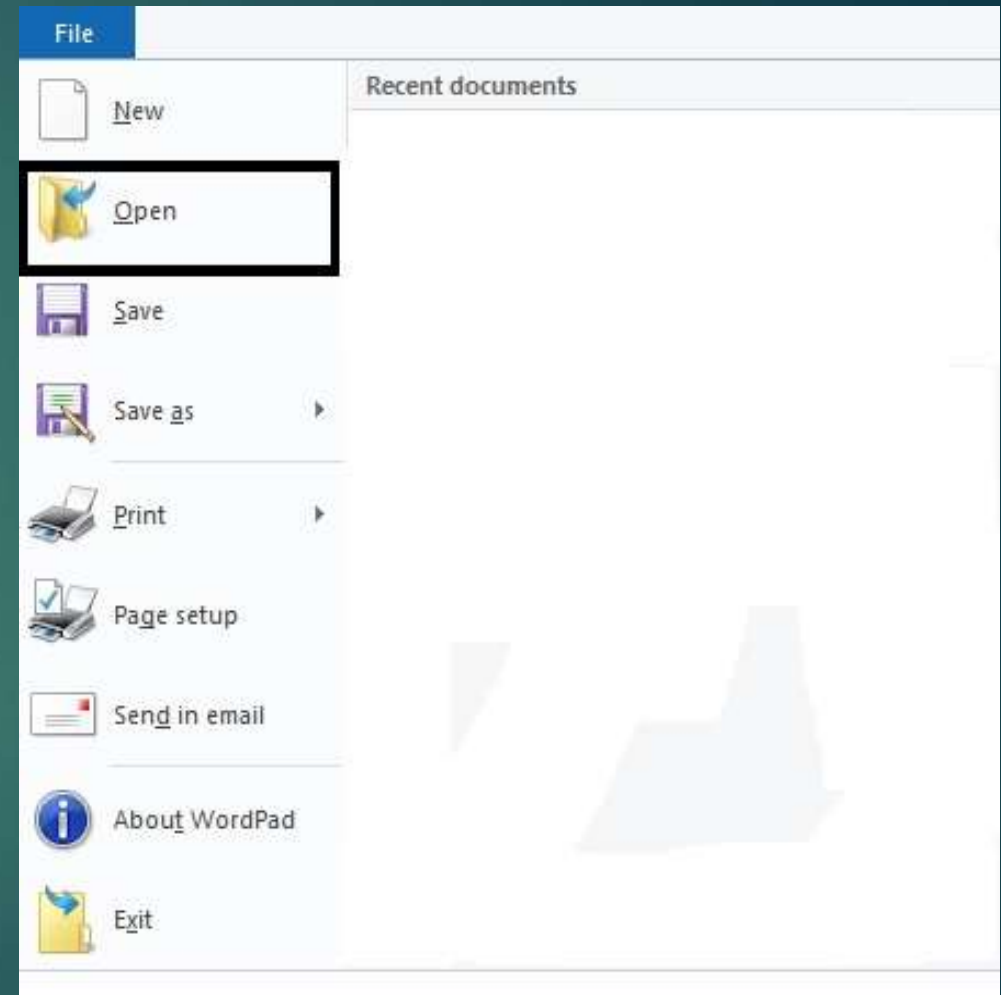 File
Recent documents
New
Open
Save
Save as
Print
Page setup
Send in email
About WordPad
Exit